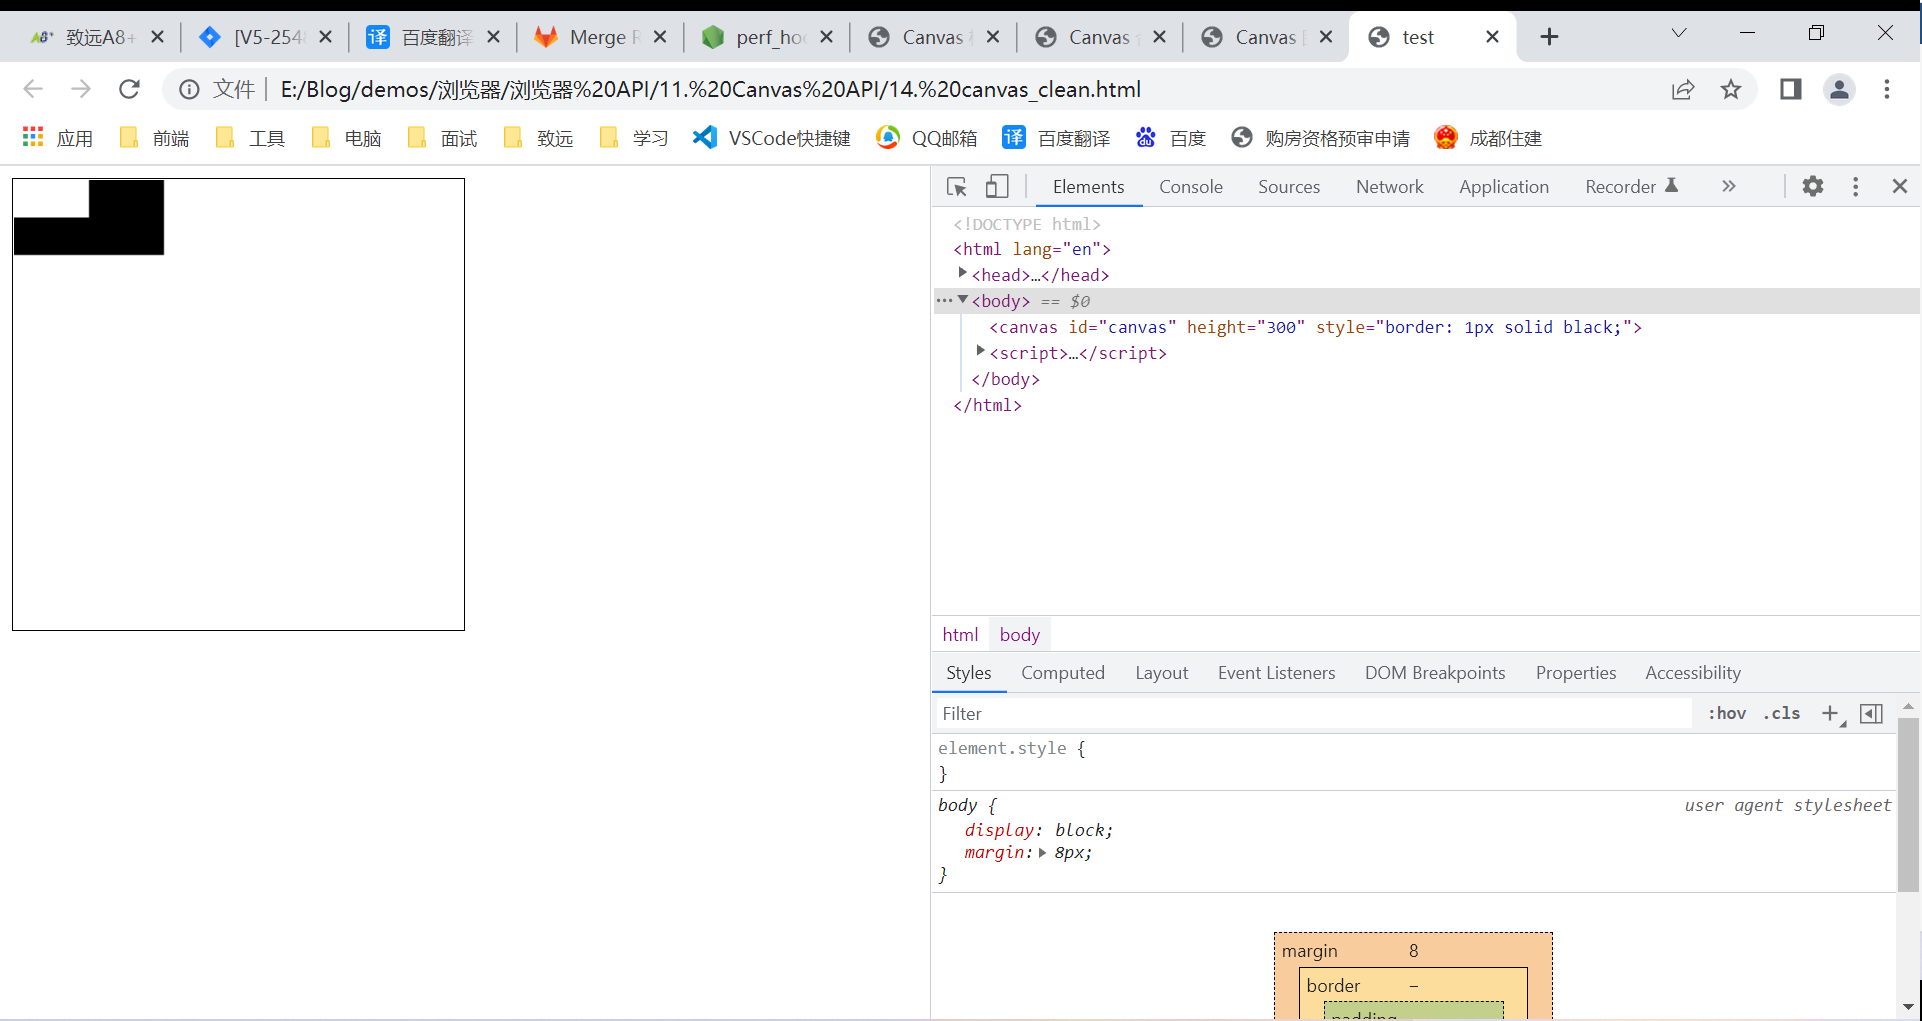 致远A8+
[V5-254
百度翻译
Merge R
perf_hoo
Canvas
Canvas
Canvas
test
文件 E:/Blog/demos/浏览器/浏览器%20API/11.%20Canvas%20API/14.%20canvas_clean.html
应用 前端 工具 电脑 面试 致远 学习 VSCode快捷键 QQ邮箱 译 百度翻译 du 百度 购房资格预审申请 成都住建
Elements Console Sources Network Application Recorder
<!DOCTYPE html>
<html lang="en">
<head>…</head>
<body> == $0
<canvas id="canvas" height="300" style="border: 1px solid black;">
<script>…</script>
</body>
</html>
html body
Styles Computed Layout Event Listeners DOM Breakpoints Properties Accessibility
Filter :hov .cls
element.style {
}
body { user agent stylesheet
display: block;
margin: 8px;
}
margin 8
border –
padding